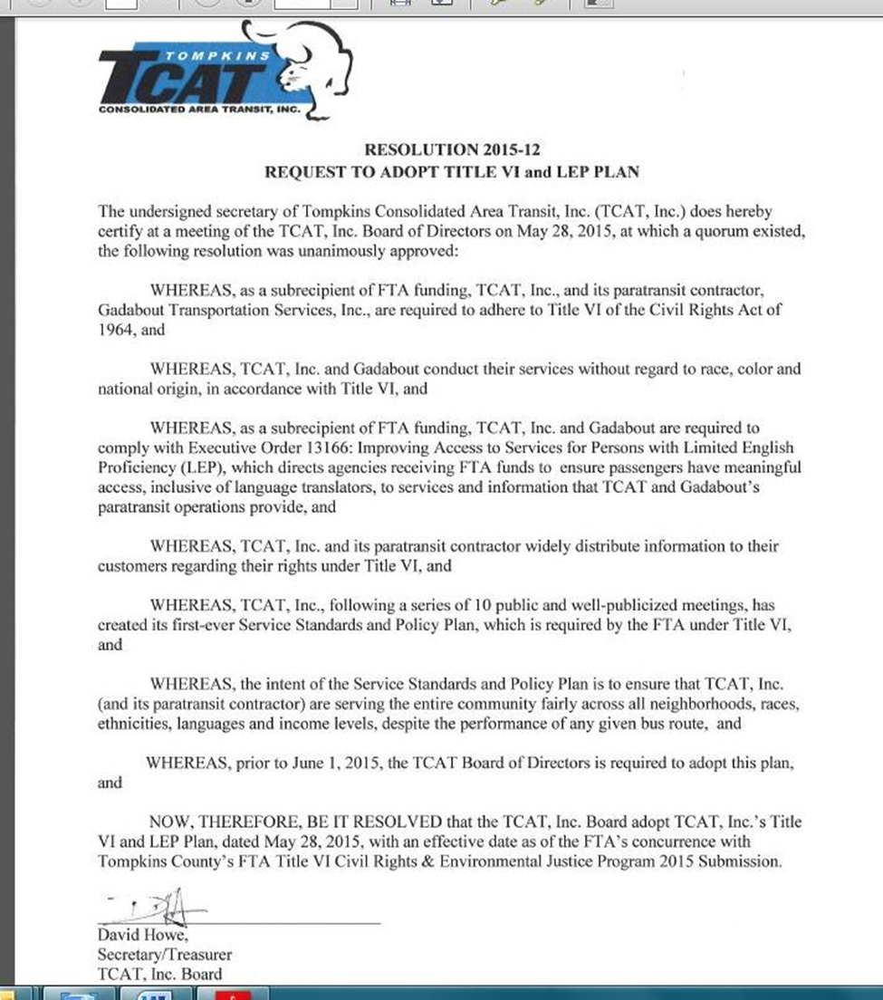 TOMPKINS
TCAT
CONSOLIDATED AREA TRANSIT, INC.
RESOLUTION 2015-12
REQUEST TO ADOPT TITLE VI and LEP PLAN
The undersigned secretary of Tompkins Consolidated Area Transit, Inc. (TCAT, Inc.) does hereby
certify at a meeting of the TCAT, Inc. Board of Directors on May 28, 2015, at which a quorum existed,
the following resolution was unanimously approved:
WHEREAS, as a subrecipient of FTA funding, TCAT, Inc., and its paratransit contractor,
Gadabout Transportation Services, Inc., are required to adhere to Title VI of the Civil Rights Act of
1964, and
WHEREAS, TCAT, Inc. and Gadabout conduct their services without regard to race, color and
national origin, in accordance with Title VI, and
WHEREAS, as a subrecipient of FTA funding, TCAT, Inc. and Gadabout are required to
comply with Executive Order 13166: Improving Access to Services for Persons with Limited English
Proficiency (LEP), which directs agencies receiving FTA funds to ensure passengers have meaningful
access, inclusive of language translators, to services and information that TCAT and Gadabout's
paratransit operations provide, and
WHEREAS, TCAT, Inc. and its paratransit contractor widely distribute information to their
customers regarding their rights under Title VI, and
WHEREAS, TCAT, Inc., following a series of 10 public and well-publicized meetings, has
created its first-ever Service Standards and Policy Plan, which is required by the FTA under Title VI,
and
WHEREAS, the intent of the Service Standards and Policy Plan is to ensure that TCAT, Inc.
(and its paratransit contractor) are serving the entire community fairly across all neighborhoods, races,
ethnicities, languages and income levels, despite the performance of any given bus route, and
WHEREAS, prior to June 1, 2015, the TCAT Board of Directors is required to adopt this plan,
and
NOW, THEREFORE, BE IT RESOLVED that the TCAT, Inc. Board adopt TCAT, Inc.'s Title
VI and LEP Plan, dated May 28, 2015, with an effective date as of the FTA's concurrence with
Tompkins County's FTA Title VI Civil Rights & Environmental Justice Program 2015 Submission.
David Howe,
Secretary/Treasurer
TCAT, Inc. Board